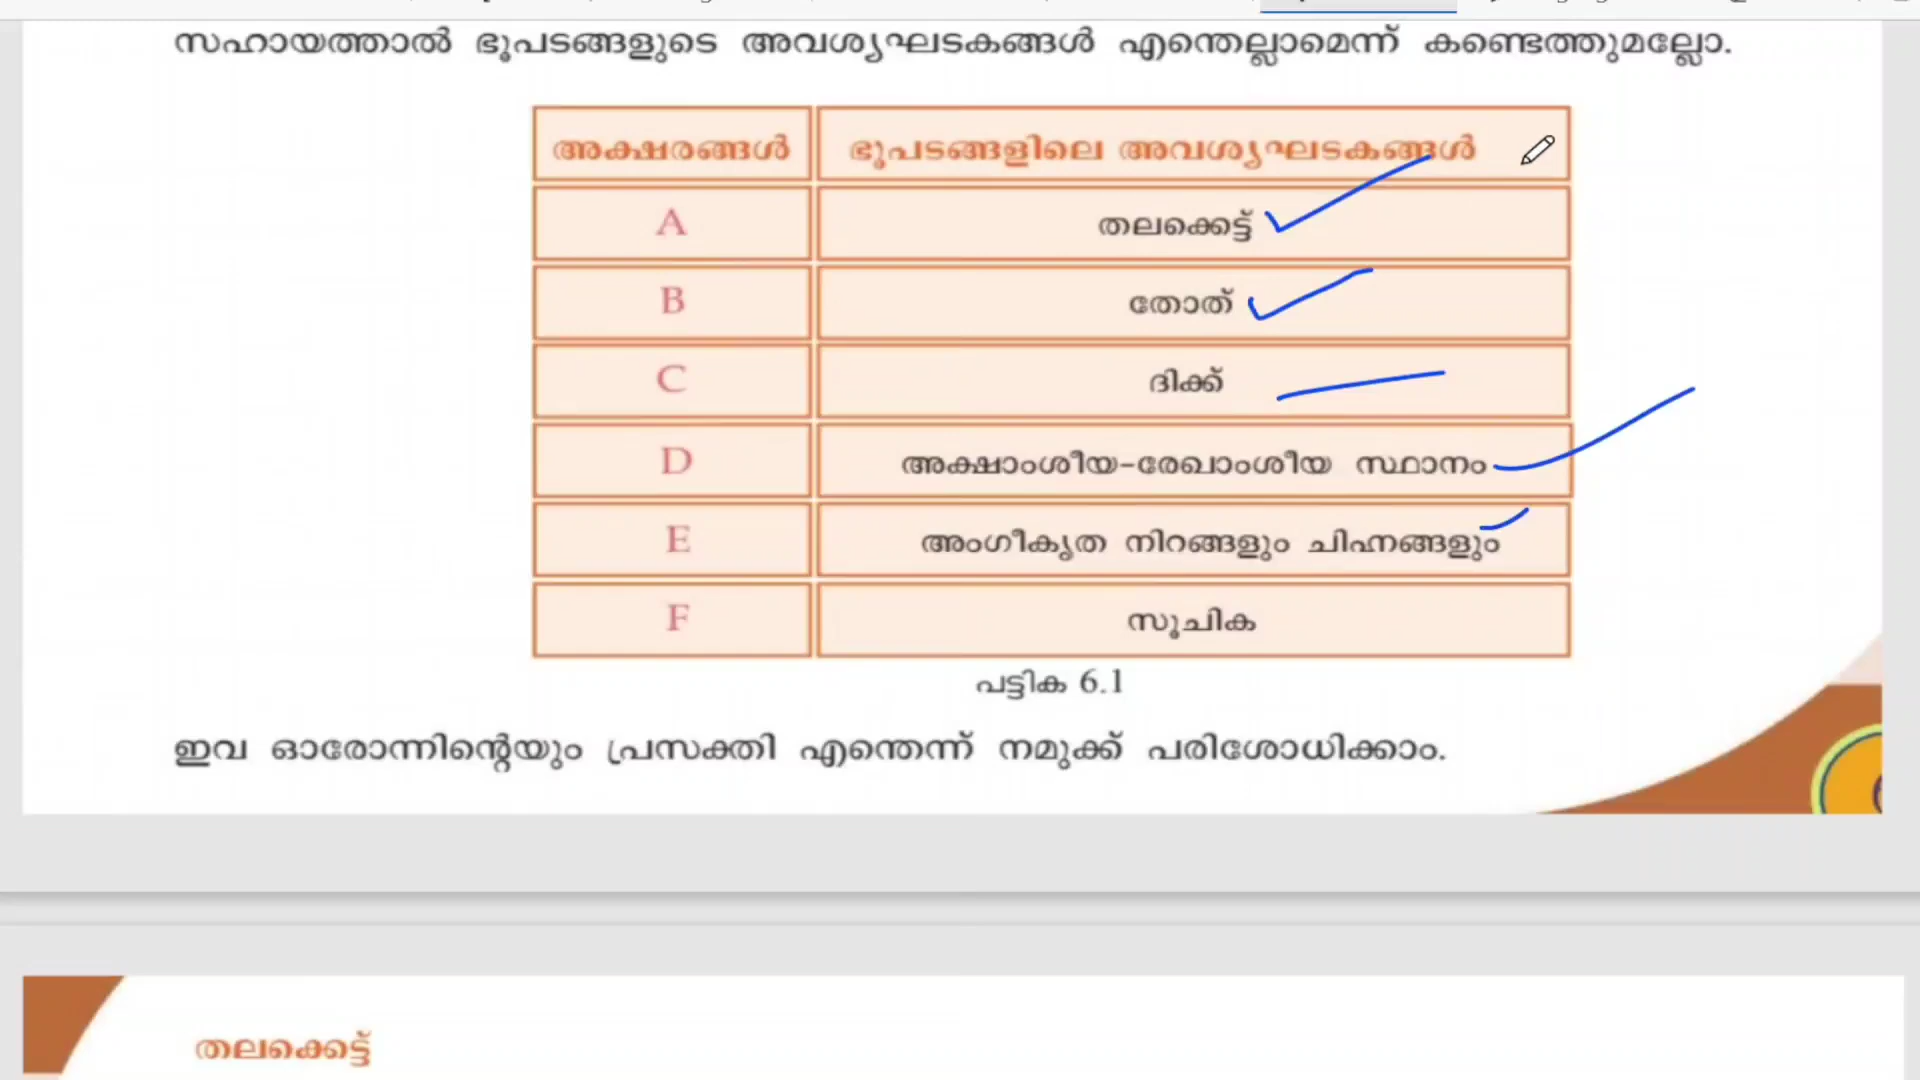 സഹായത്താൽ ഭൂപടങ്ങളുടെ അവശ്യഘടകങ്ങൾ എന്തെല്ലാമെന്ന് കണ്ടെത്തുമല്ലോ.
അക്ഷരങ്ങൾ ഭൂപടങ്ങളിലെ അവശ്യഘടകങ്ങൾ
A തലക്കെട്ട്
B തോത്
C ദിക്ക്
D അക്ഷാംശീയ-രേഖാംശീയ സ്ഥാനം
E അംഗീകൃത നിറങ്ങളും ചിഹ്നങ്ങളും
F സൂചിക
പട്ടിക 6.1
ഇവ ഓരോന്നിന്റെയും പ്രസക്തി എന്തെന്ന് നമുക്ക് പരിശോധിക്കാം.
തലക്കെട്ട്